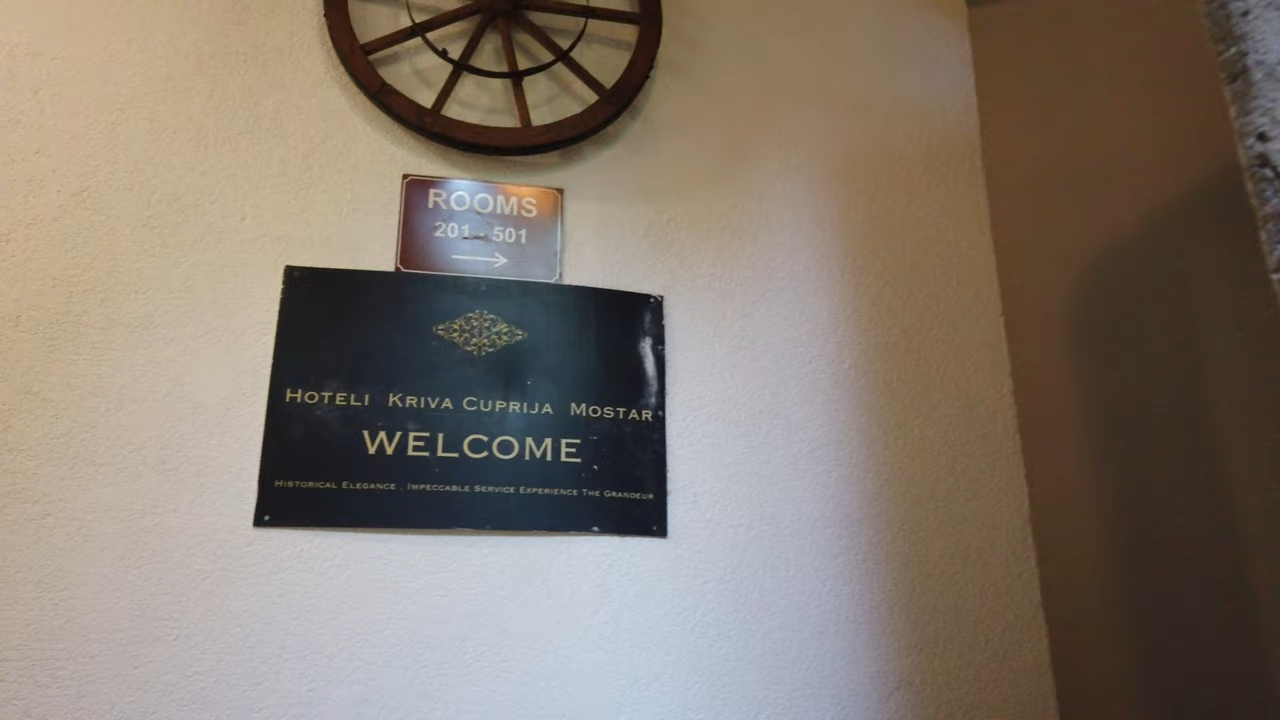 ROOMS
201 - 501
HOTELI KRIVA CUPRIJA MOSTAR
WELCOME
HISTORICAL ELEGANCE . IMPECCABLE SERVICE EXPERIENCE THE GRANDEUR